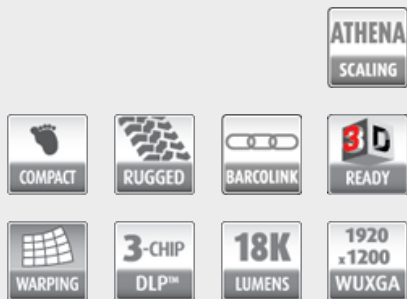 ATHENA
SCALING
COMPACT
RUGGED
BARCOLINK
3D
READY
WARPING
3-CHIP
DLP™
18K
LUMENS
1920
x1200
WUXGA